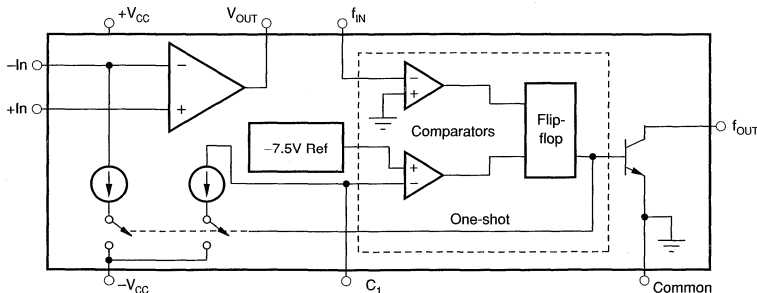 +V_CC
V_OUT
f_IN
–In
−
+In
+
−
+
Comparators
Flip-
flop
f_OUT
–7.5V Ref
+
−
One-shot
–V_CC
C_1
Common